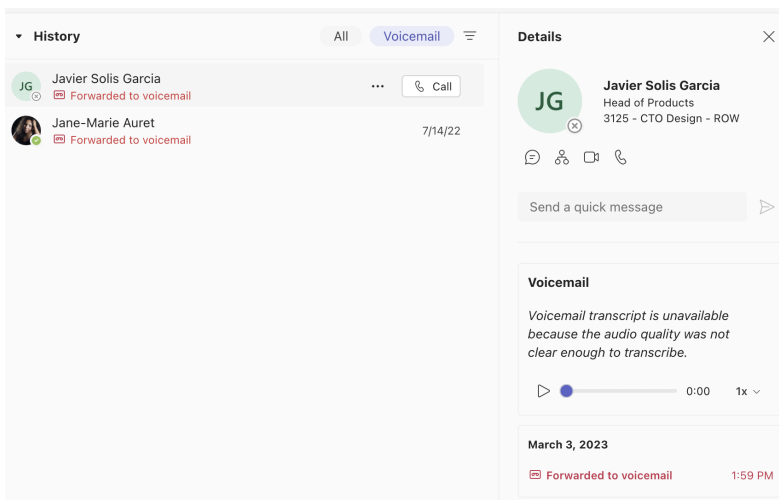 History
All
Voicemail
JG
Javier Solis Garcia
Forwarded to voicemail
Call
Jane-Marie Auret
Forwarded to voicemail
7/14/22
Details
JG
Javier Solis Garcia
Head of Products
3125 - CTO Design - ROW
Send a quick message
Voicemail
Voicemail transcript is unavailable
because the audio quality was not
clear enough to transcribe.
0:00
1x
March 3, 2023
Forwarded to voicemail
1:59 PM